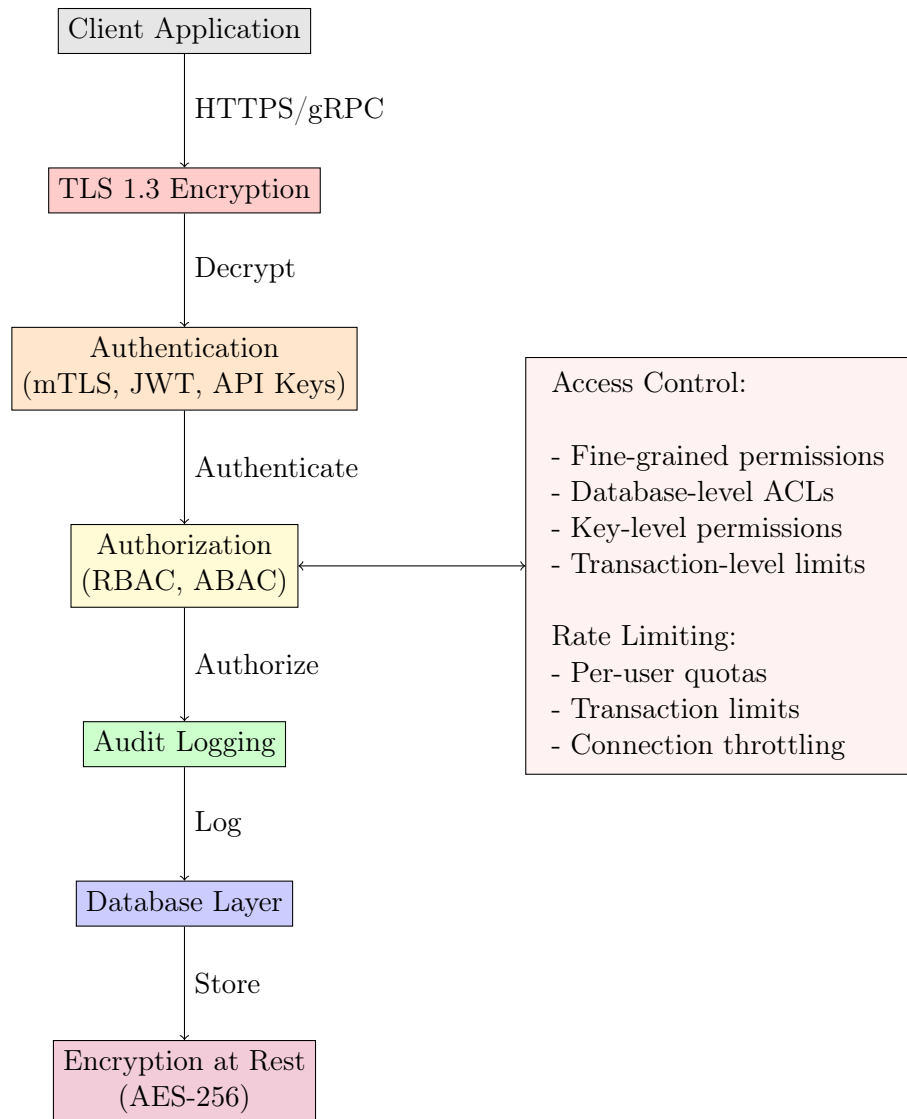 Client Application
HTTPS/gRPC
TLS 1.3 Encryption
Decrypt
Authentication
(mTLS, JWT, API Keys)
Authenticate
Authorization
(RBAC, ABAC)
Authorize
Audit Logging
Log
Database Layer
Store
Encryption at Rest
(AES-256)
Access Control:
- Fine-grained permissions
- Database-level ACLs
- Key-level permissions
- Transaction-level limits
Rate Limiting:
- Per-user quotas
- Transaction limits
- Connection throttling